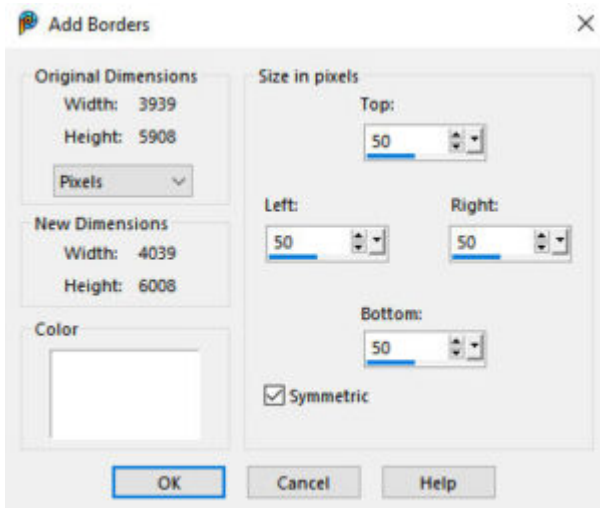 Add Borders
Original Dimensions
Width: 3939
Height: 5908
Pixels
New Dimensions
Width: 4039
Height: 6008
Color
Size in pixels
Top:
50
Left:
Right:
50
50
Bottom:
50
Symmetric
OK
Cancel
Help